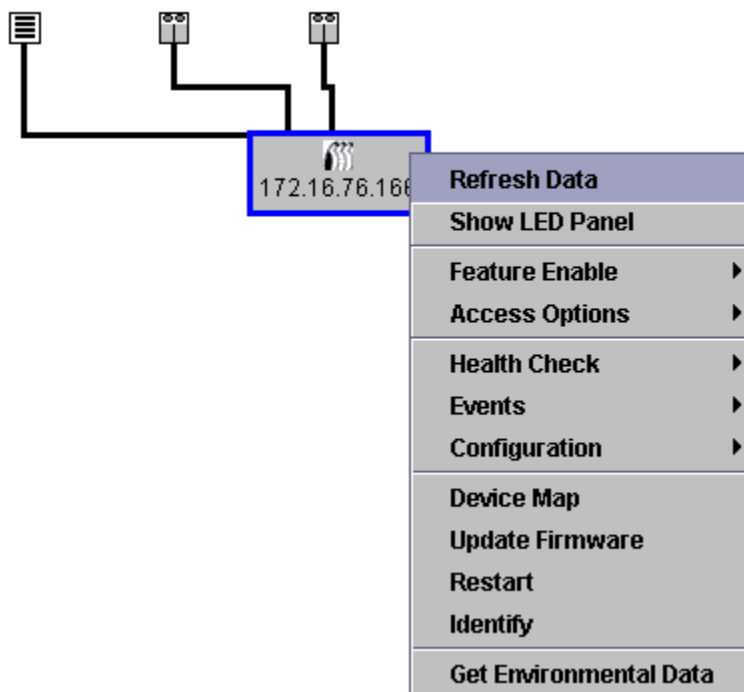 172.16.76.166
Refresh Data
Show LED Panel
Feature Enable
Access Options
Health Check
Events
Configuration
Device Map
Update Firmware
Restart
Identify
Get Environmental Data